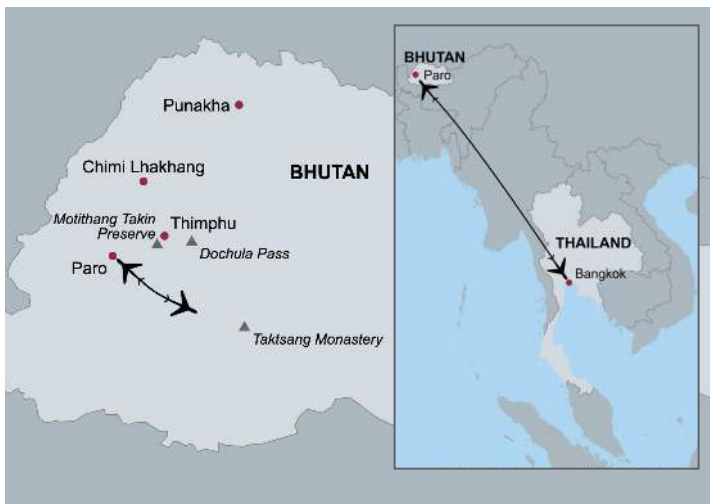 Punakha
Chimi Lhakhang
BHUTAN
Motithang Takin
Preserve
Thimphu
Dochula Pass
Paro
Taktsang Monastery
BHUTAN
Paro
THAILAND
Bangkok